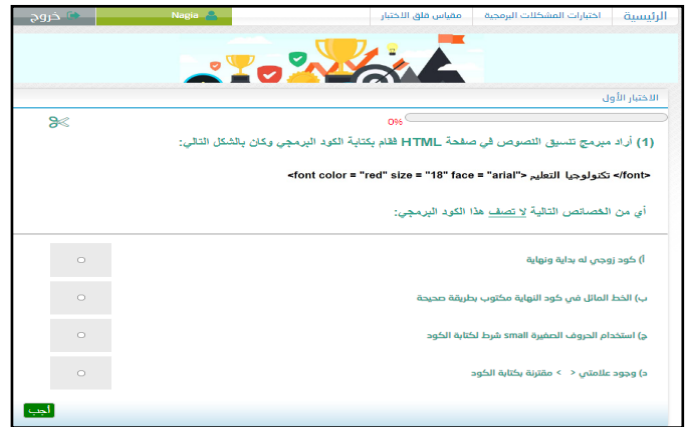 الرئيسية اختبارات المشكلات البرمجية مقياس قلق الاختبار Nagia خروج
الاختبار الأول
0%
(1) أراد مبرمج تنسيق النصوص في صفحة HTML فقام بكتابة الكود البرمجي وكان بالشكل التالي:
<font color = "red" size = "18" face = "arial"> تكنولوجيا التعليم </font>
أي من الخصائص التالية لا تصف هذا الكود البرمجي:
أ) كود زوجي له بداية ونهاية
ب) الخط المائل في كود النهاية مكتوب بطريقة صحيحة
ج) استخدام الحروف الصغيرة small شرط لكتابة الكود
د) وجود علامتي < > مقترنة بكتابة الكود
أجب